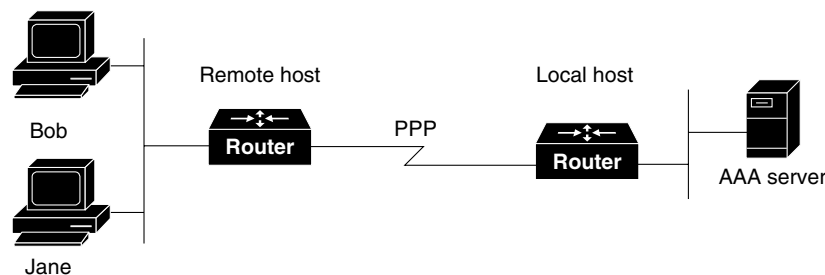 Remote host
Local host
PPP
Bob
Router
Router
AAA server
Jane